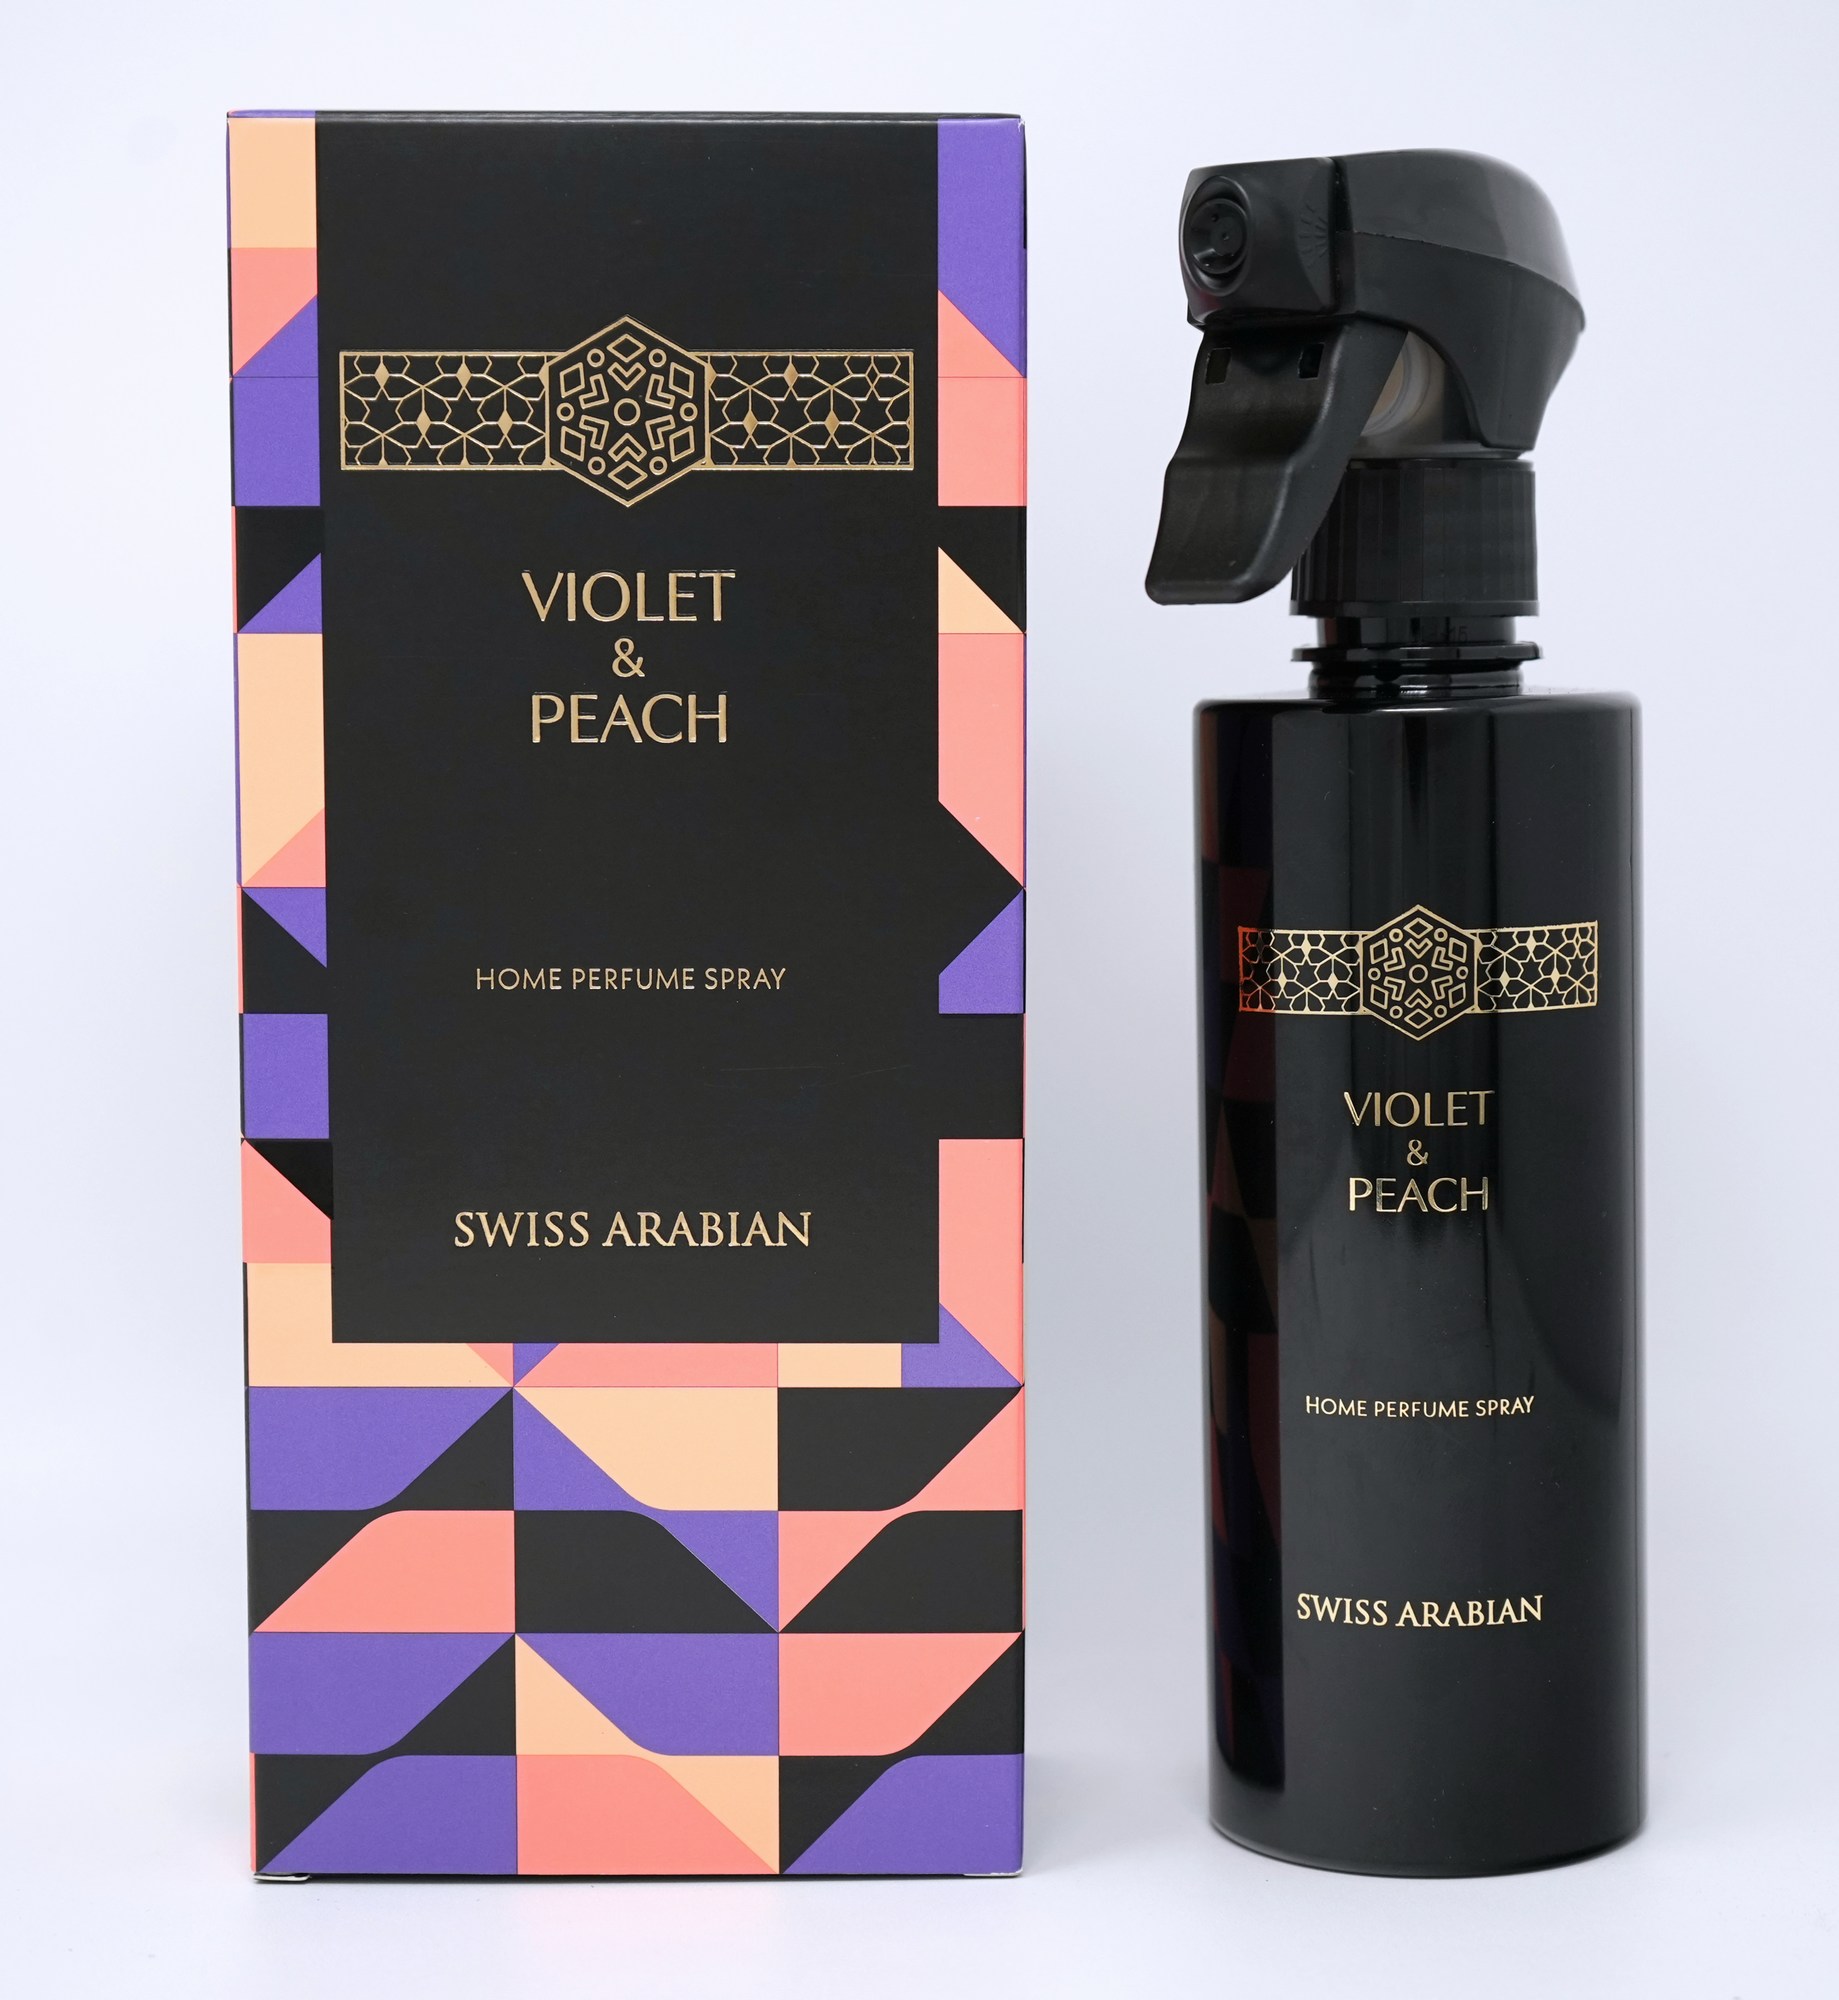 VIOLET
&
PEACH
HOME PERFUME SPRAY
SWISS ARABIAN
VIOLET
&
PEACH
HOME PERFUME SPRAY
SWISS ARABIAN